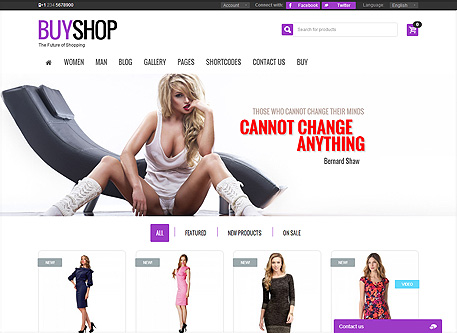 +1 234 5678900 Account Connect with: Facebook Twitter Language: English
BUYSHOP
The Future of Shopping
Search for products
0
WOMEN MAN BLOG GALLERY PAGES SHORTCODES CONTACT US BUY
THOSE WHO CANNOT CHANGE THEIR MINDS
CANNOT CHANGE
ANYTHING
Bernard Shaw
ALL FEATURED NEW PRODUCTS ON SALE
NEW! NEW! NEW! NEW!
VIDEO
Contact us